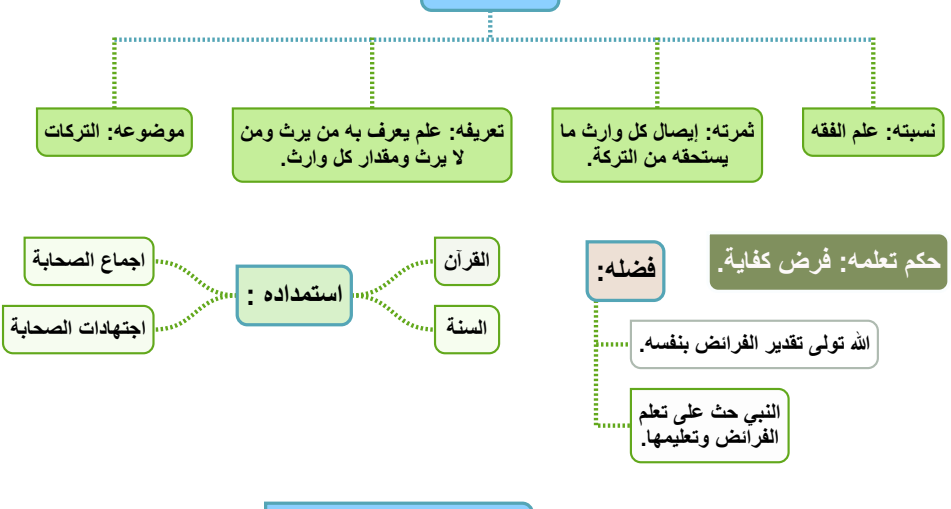 نسبته: علم الفقه
ثمرته: إيصال كل وارث ما
يستحقه من التركة.
تعريفه: علم يعرف به من يرث ومن
لا يرث ومقدار كل وارث.
موضوعه: التركات
حكم تعلمه: فرض كفاية.
فضله:
الله تولى تقدير الفرائض بنفسه.
النبي حث على تعلم
الفرائض وتعليمها.
استمداده :
القرآن
السنة
اجماع الصحابة
اجتهادات الصحابة